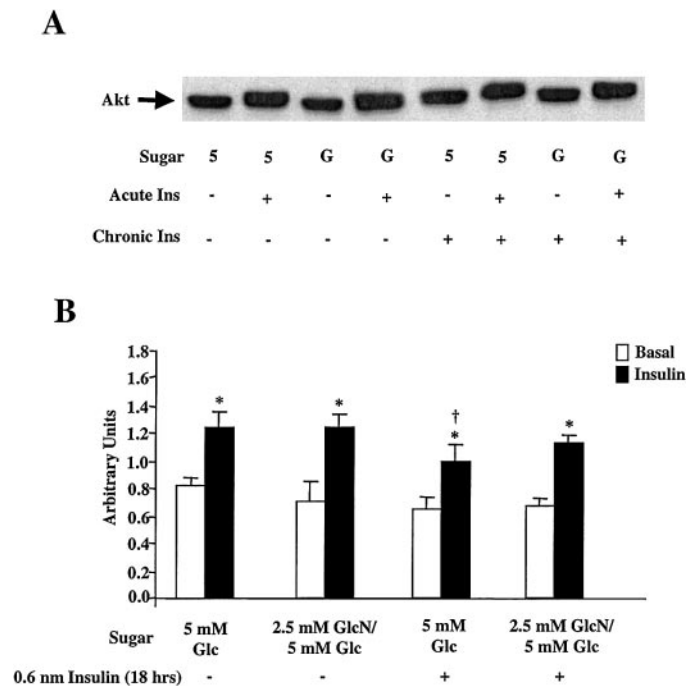 A
Akt
Sugar 5 5 G G 5 5 G G
Acute Ins - + - + - + - +
Chronic Ins - - - - + + + +
B
Basal
Insulin
Arbitrary Units
1.8
1.6
1.4
1.2
1.0
0.8
0.6
0.4
0.2
0.0
* * † * *
Sugar 5 mM 2.5 mM GlcN/ 5 mM 2.5 mM GlcN/
Glc 5 mM Glc Glc 5 mM Glc
0.6 nm Insulin (18 hrs) - - + +